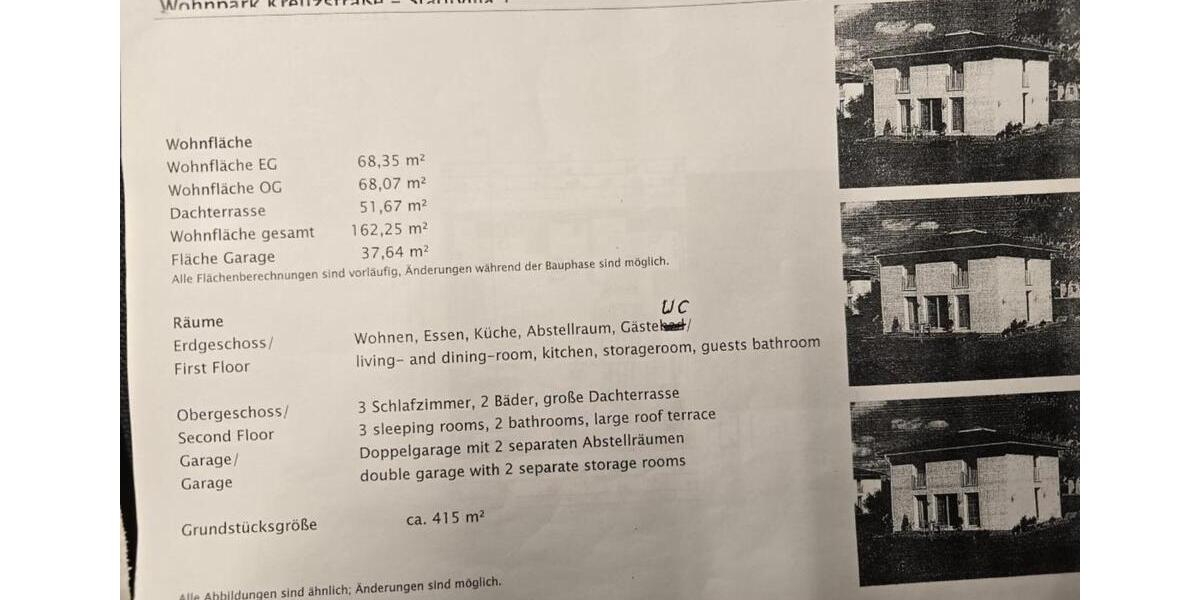 Wohnpark Kreuzstraße –
Wohnfläche
Wohnfläche EG 68,35 m²
Wohnfläche OG 68,07 m²
Dachterrasse 51,67 m²
Wohnfläche gesamt 162,25 m²
Fläche Garage 37,64 m²
Alle Flächenberechnungen sind vorläufig, Änderungen während der Bauphase sind möglich.
WC
Räume
Erdgeschoss/ Wohnen, Essen, Küche, Abstellraum, Gästebad/
First Floor living- and dining-room, kitchen, storageroom, guests bathroom
Obergeschoss/ 3 Schlafzimmer, 2 Bäder, große Dachterrasse
Second Floor 3 sleeping rooms, 2 bathrooms, large roof terrace
Garage/ Doppelgarage mit 2 separaten Abstellräumen
Garage double garage with 2 separate storage rooms
Grundstücksgröße ca. 415 m²
Alle Abbildungen sind ähnlich; Änderungen sind möglich.